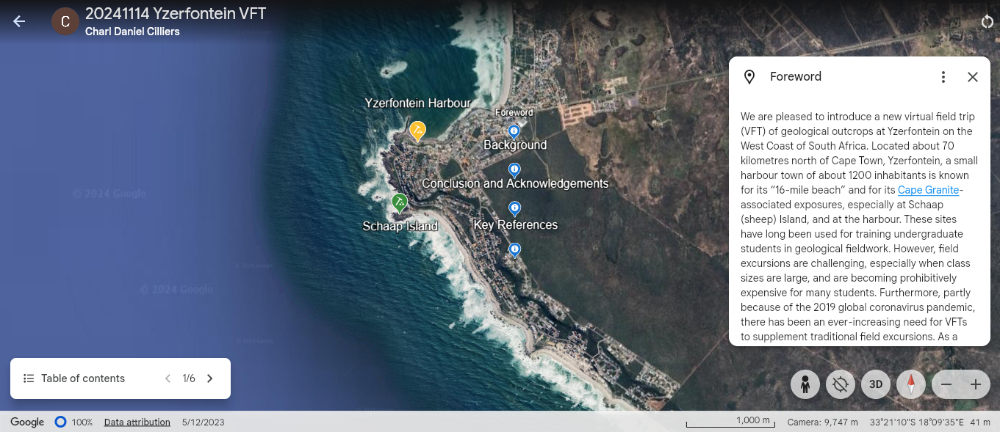 20241114 Yzerfontein VFT
C
Charl Daniel Cilliers
Foreword
We are pleased to introduce a new virtual field trip
(VFT) of geological outcrops at Yzerfontein on the
West Coast of South Africa. Located about 70
kilometres north of Cape Town, Yzerfontein, a small
harbour town of about 1200 inhabitants is known
for its “16-mile beach” and for its Cape Granite-
associated exposures, especially at Schaap
(sheep) Island, and at the harbour. These sites
have long been used for training undergraduate
students in geological fieldwork. However, field
excursions are challenging, especially when class
sizes are large, and are becoming prohibitively
expensive for many students. Furthermore, partly
because of the 2019 global coronavirus pandemic,
there has been an ever-increasing need for VFTs
to supplement traditional field excursions. As a
Yzerfontein Harbour
Foreword
Background
Conclusion and Acknowledgements
Schaap Island
Key References
© 2024 Google
© 2024 Google
© 2024 Google
© 2024 Google
Table of contents
1/6
3D
Google
100%
Data attribution
5/12/2023
1,000 m
Camera: 9,747 m
33°21'10"S 18°09'35"E
41 m